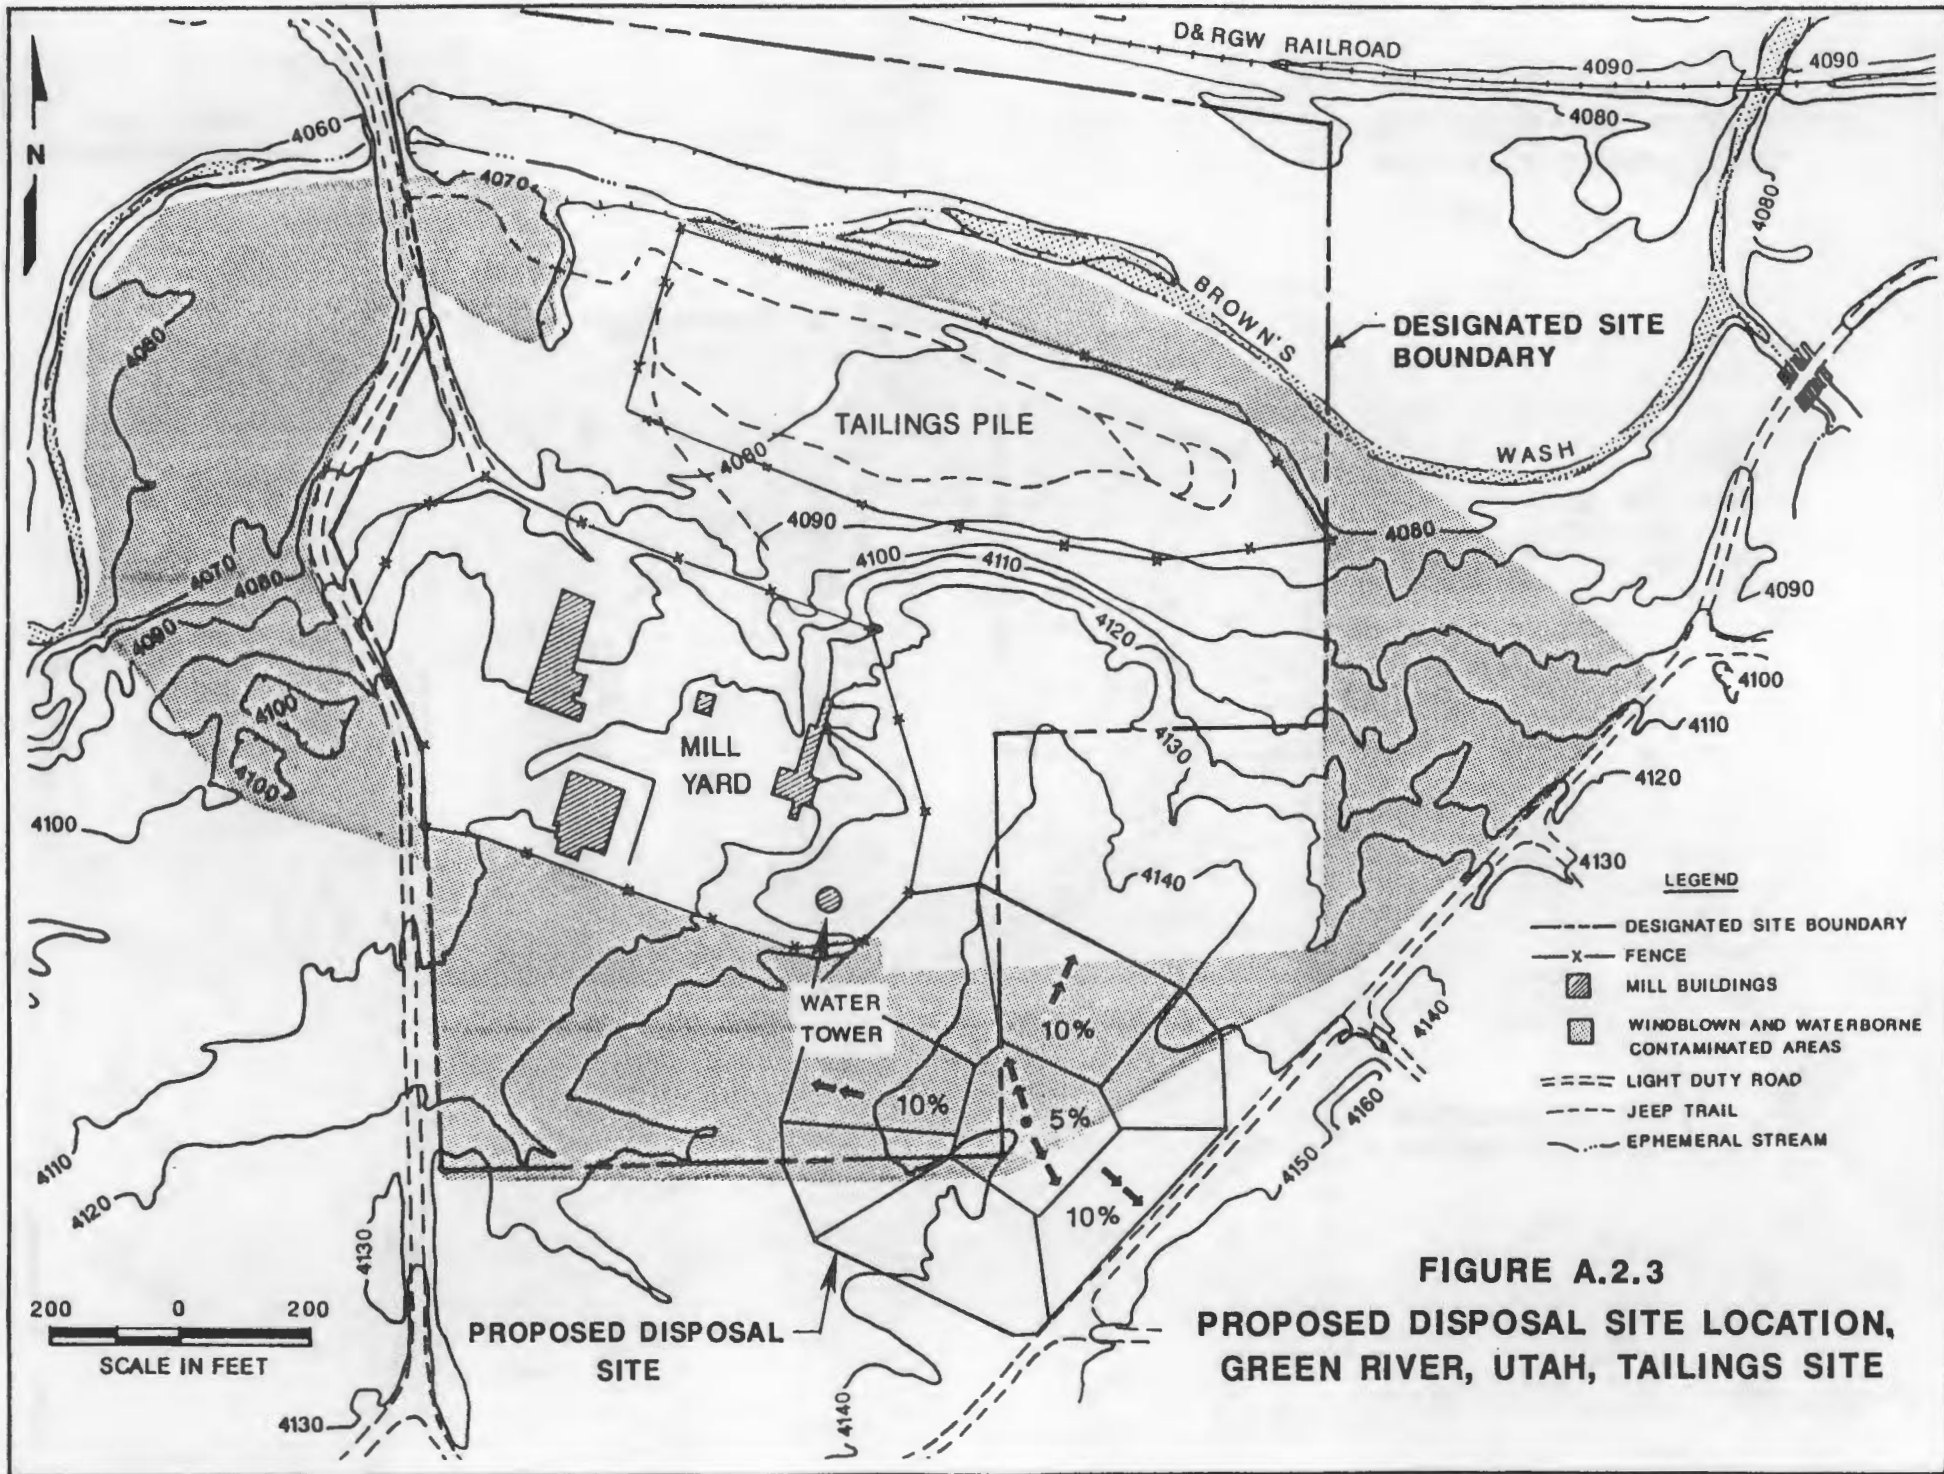 D&RGW RAILROAD
4090
4090
4080
4060
N
4070
4080
4060
BROWN'S
DESIGNATED SITE
BOUNDARY
TAILINGS PILE
4080
WASH
4090
4080
4100
4110
4070
4080
4090
4090
4120
4100
4100
4110
4130
MILL
YARD
4100
4120
4100
4140
4130
LEGEND
DESIGNATED SITE BOUNDARY
FENCE
MILL BUILDINGS
WINDBLOWN AND WATERBORNE
CONTAMINATED AREAS
LIGHT DUTY ROAD
JEEP TRAIL
EPHEMERAL STREAM
WATER
TOWER
10%
4140
10%
5%
4160
4110
4150
4120
10%
4130
200 0 200
SCALE IN FEET
PROPOSED DISPOSAL
SITE
4140
4130
FIGURE A.2.3
PROPOSED DISPOSAL SITE LOCATION,
GREEN RIVER, UTAH, TAILINGS SITE